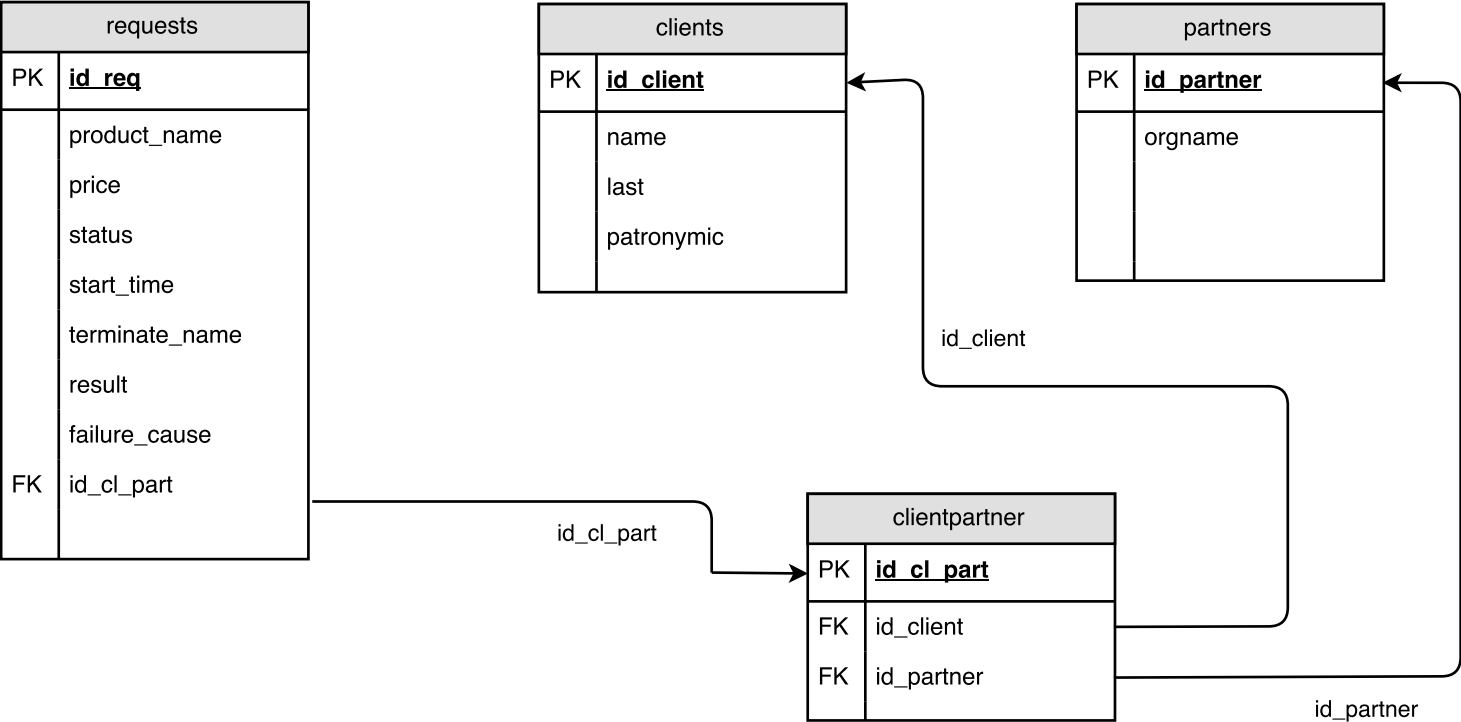 requests
PK id_req
product_name
price
status
start_time
terminate_name
result
failure_cause
FK id_cl_part
clients
PK id_client
name
last
patronymic
partners
PK id_partner
orgname
id_client
id_cl_part
clientpartner
PK id_cl_part
FK id_client
FK id_partner
id_partner